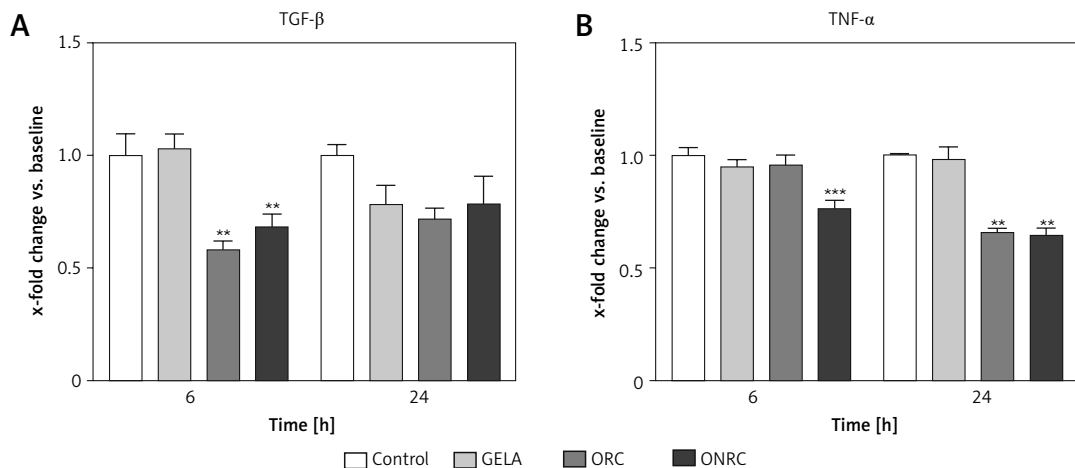 A
TGF-β
x-fold change vs. baseline
1.5
1.0
0.5
0
**
**
6
24
Time [h]
B
TNF-α
x-fold change vs. baseline
1.5
1.0
0.5
0
***
**
**
6
24
Time [h]
Control GELA ORC ONRC